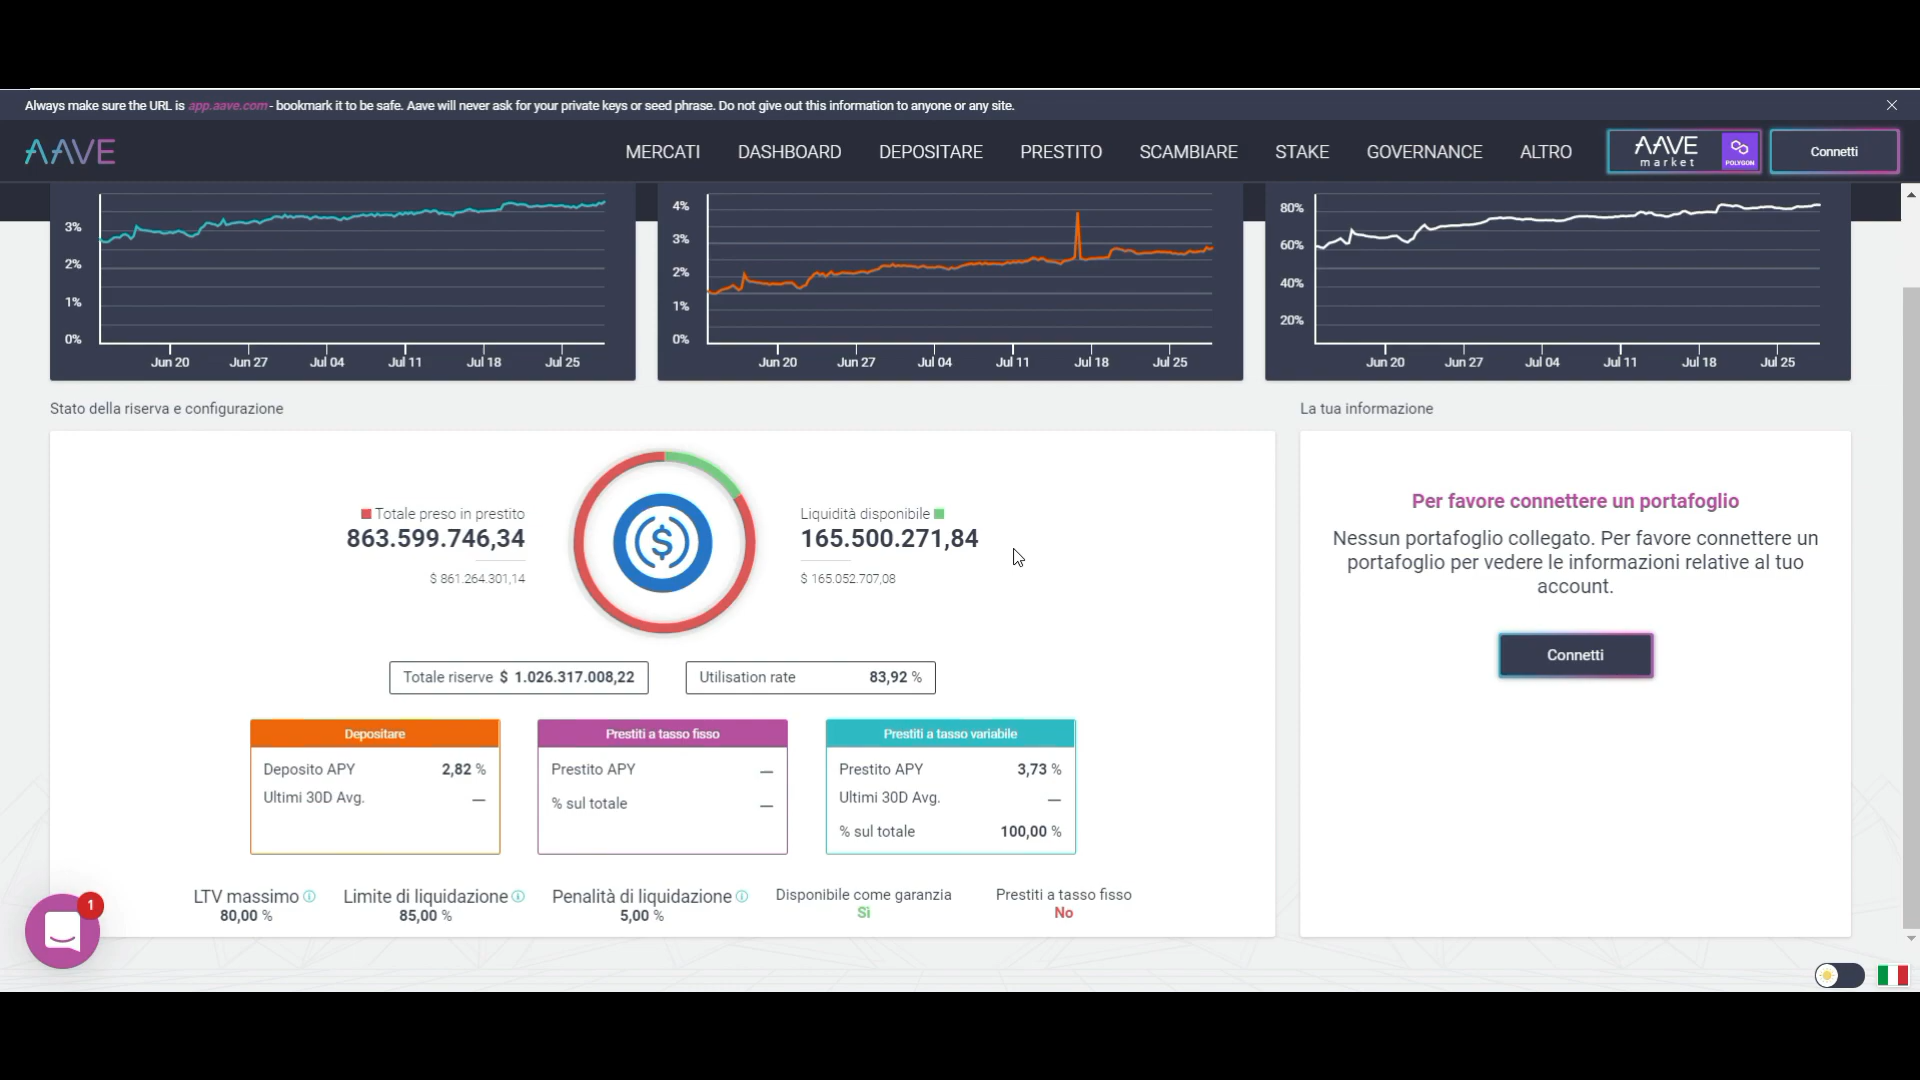 Always make sure the URL is app.aave.com - bookmark it to be safe. Aave will never ask for your private keys or seed phrase. Do not give out this information to anyone or any site.
AAVE
MERCATI
DASHBOARD
DEPOSITARE
PRESTITO
SCAMBIARE
STAKE
GOVERNANCE
ALTRO
AAVE
market
POLYGON
Connetti
3%
2%
1%
0%
Jun 20 Jun 27 Jul 04 Jul 11 Jul 18 Jul 25
4%
3%
2%
1%
0%
Jun 20 Jun 27 Jul 04 Jul 11 Jul 18 Jul 25
80%
60%
40%
20%
Jun 20 Jun 27 Jul 04 Jul 11 Jul 18 Jul 25
Stato della riserva e configurazione
Totale preso in prestito
863.599.746,34
$ 861.264.301,14
$
Liquidità disponibile
165.500.271,84
$ 165.052.707,08
Totale riserve $ 1.026.317.008,22
Utilisation rate 83,92 %
Depositare
Deposito APY 2,82 %
Ultimi 30D Avg. —
Prestiti a tasso fisso
Prestito APY —
% sul totale —
Prestiti a tasso variabile
Prestito APY 3,73 %
Ultimi 30D Avg. —
% sul totale 100,00 %
LTV massimo
80,00 %
Limite di liquidazione
85,00 %
Penalità di liquidazione
5,00 %
Disponibile come garanzia
Sì
Prestiti a tasso fisso
No
La tua informazione
Per favore connettere un portafoglio
Nessun portafoglio collegato. Per favore connettere un
portafoglio per vedere le informazioni relative al tuo
account.
Connetti
1